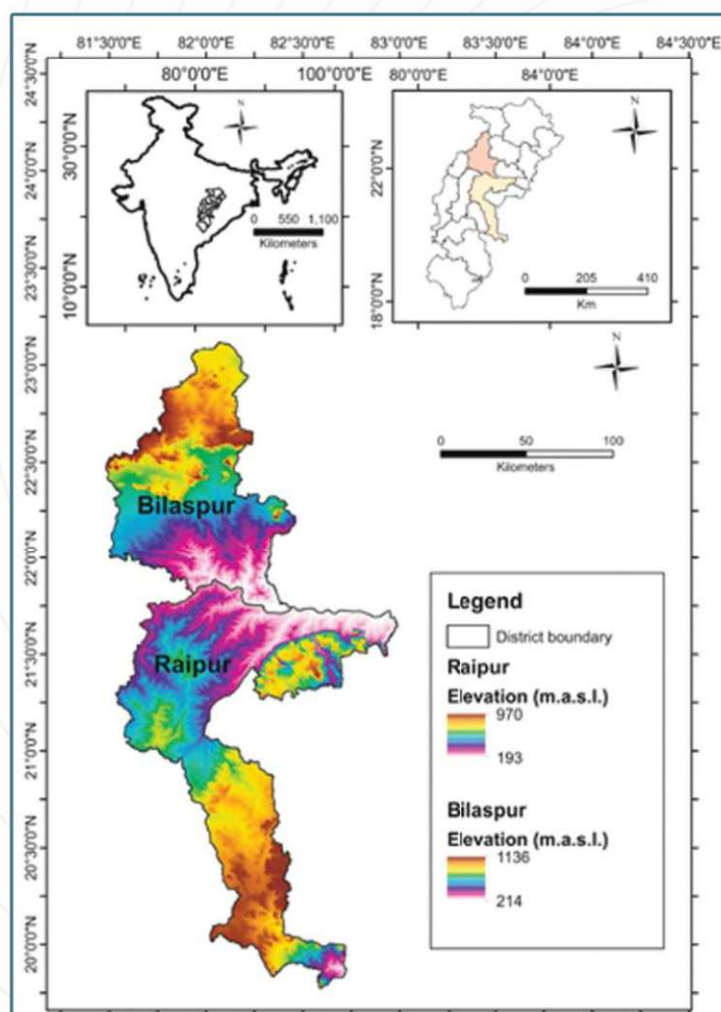 81°30'0"E 82°0'0"E 82°30'0"E 83°0'0"E 83°30'0"E 84°0'0"E 84°30'0"E
80°0'0"E 100°0'0"E
80°0'0"E 84°0'0"E
24°30'0"N
24°0'0"N
23°30'0"N
23°0'0"N
22°30'0"N
22°0'0"N
21°30'0"N
21°0'0"N
20°30'0"N
20°0'0"N
30°0'0"N
10°0'0"N
N
0 550 1,100
Kilometers
22°0'0"N
18°0'0"N
N
0 205 410
Km
N
0 50 100
Kilometers
Bilaspur
Raipur
Legend
District boundary
Raipur
Elevation (m.a.s.l.)
970
193
Bilaspur
Elevation (m.a.s.l.)
1136
214